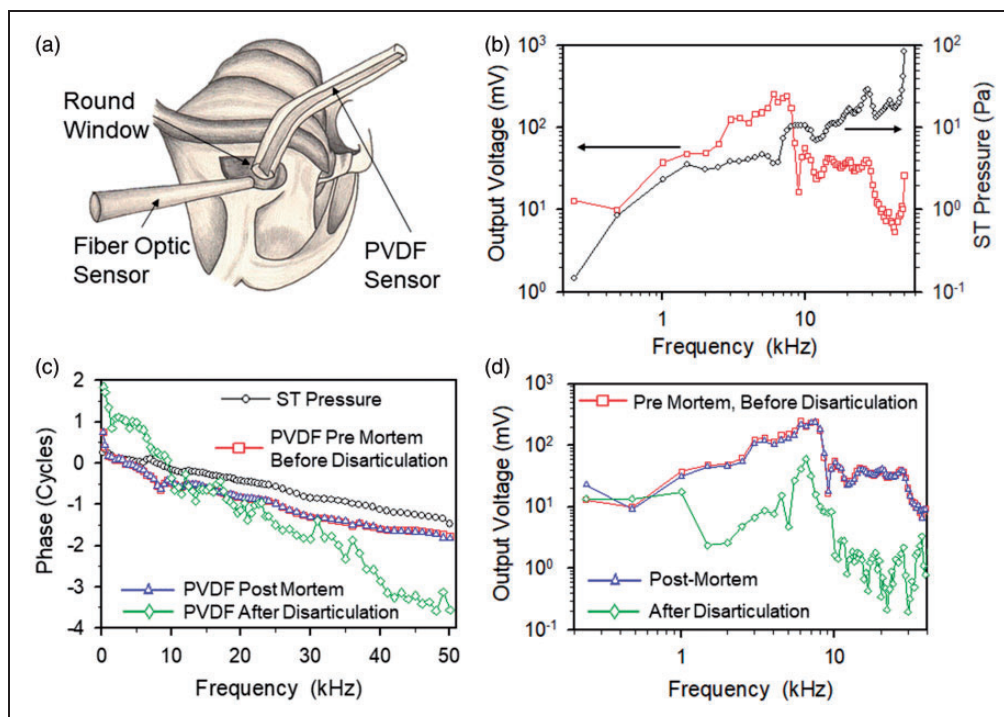 (a)
Round
Window
Fiber Optic
Sensor
PVDF
Sensor
(b)
10³
10²
10¹
10⁰
Output Voltage (mV)
10²
10¹
10⁰
10⁻¹
ST Pressure (Pa)
1
10
Frequency (kHz)
(c)
2
1
0
-1
-2
-3
-4
Phase (Cycles)
ST Pressure
PVDF Pre Mortem
Before Disarticulation
PVDF Post Mortem
PVDF After Disarticulation
0
10
20
30
40
50
Frequency (kHz)
(d)
10³
10²
10¹
10⁰
10⁻¹
Output Voltage (mV)
Pre Mortem, Before Disarticulation
Post-Mortem
After Disarticulation
1
10
Frequency (kHz)